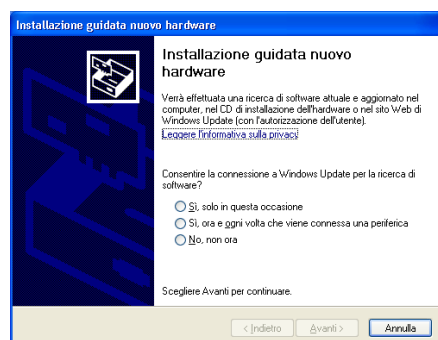 Installazione guidata nuovo hardware
Installazione guidata nuovo
hardware
Verrà effettuata una ricerca di software attuale e aggiornato nel
computer, nel CD di installazione dell'hardware o nel sito Web di
Windows Update (con l'autorizzazione dell'utente).
Leggere l'informativa sulla privacy
Consentire la connessione a Windows Update per la ricerca di
software?
Sì, solo in questa occasione
Sì, ora e ogni volta che viene connessa una periferica
No, non ora
Scegliere Avanti per continuare.
< Indietro Avanti > Annulla